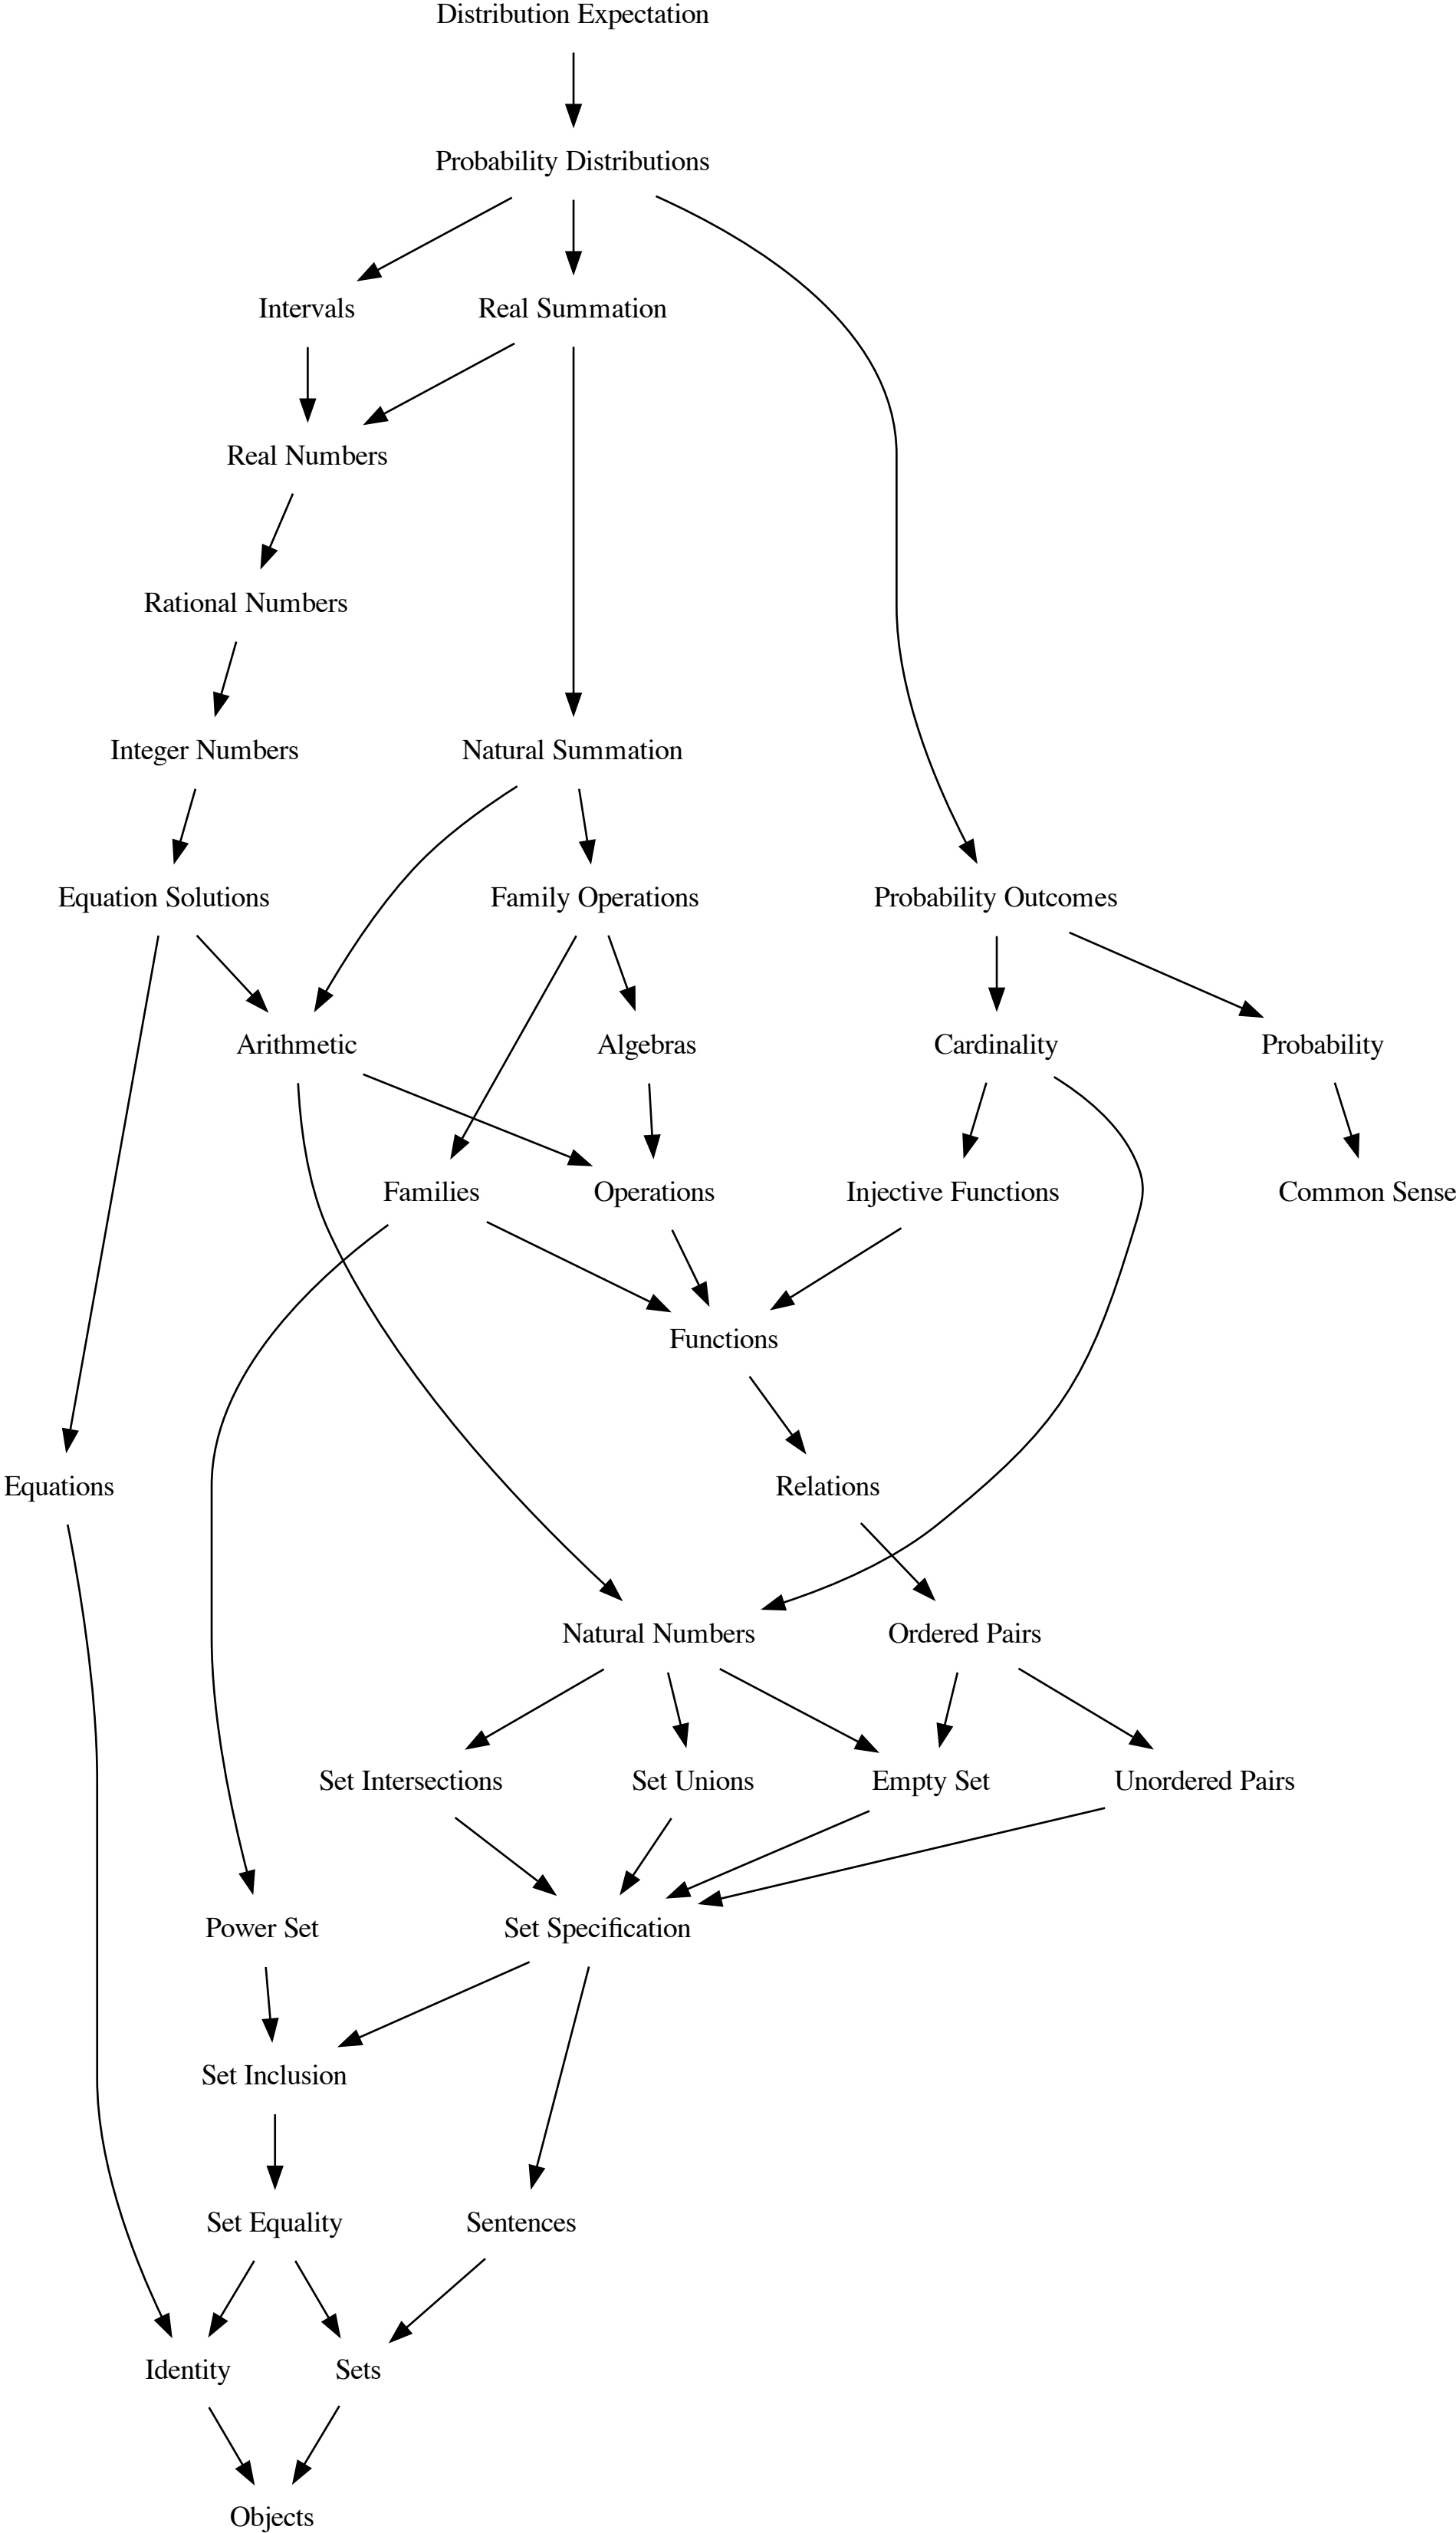 Distribution Expectation
Probability Distributions
Intervals
Real Summation
Real Numbers
Rational Numbers
Integer Numbers
Natural Summation
Equation Solutions
Family Operations
Probability Outcomes
Arithmetic
Algebras
Cardinality
Probability
Families
Operations
Injective Functions
Common Sense
Functions
Equations
Relations
Natural Numbers
Ordered Pairs
Set Intersections
Set Unions
Empty Set
Unordered Pairs
Power Set
Set Specification
Set Inclusion
Set Equality
Sentences
Identity
Sets
Objects